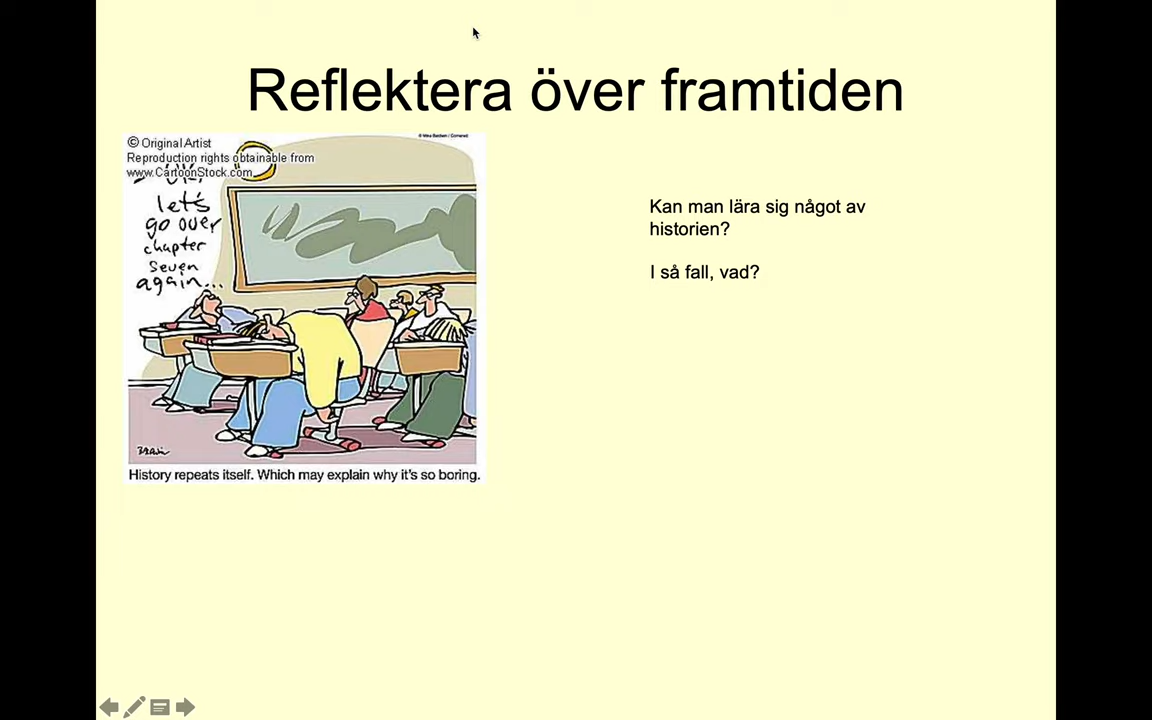 Reflektera över framtiden
© Original Artist
Reproduction rights obtainable from
www.CartoonStock.com
let's
go over
chapter
seven
again...
History repeats itself. Which may explain why it's so boring.
Kan man lära sig något av
historien?
I så fall, vad?